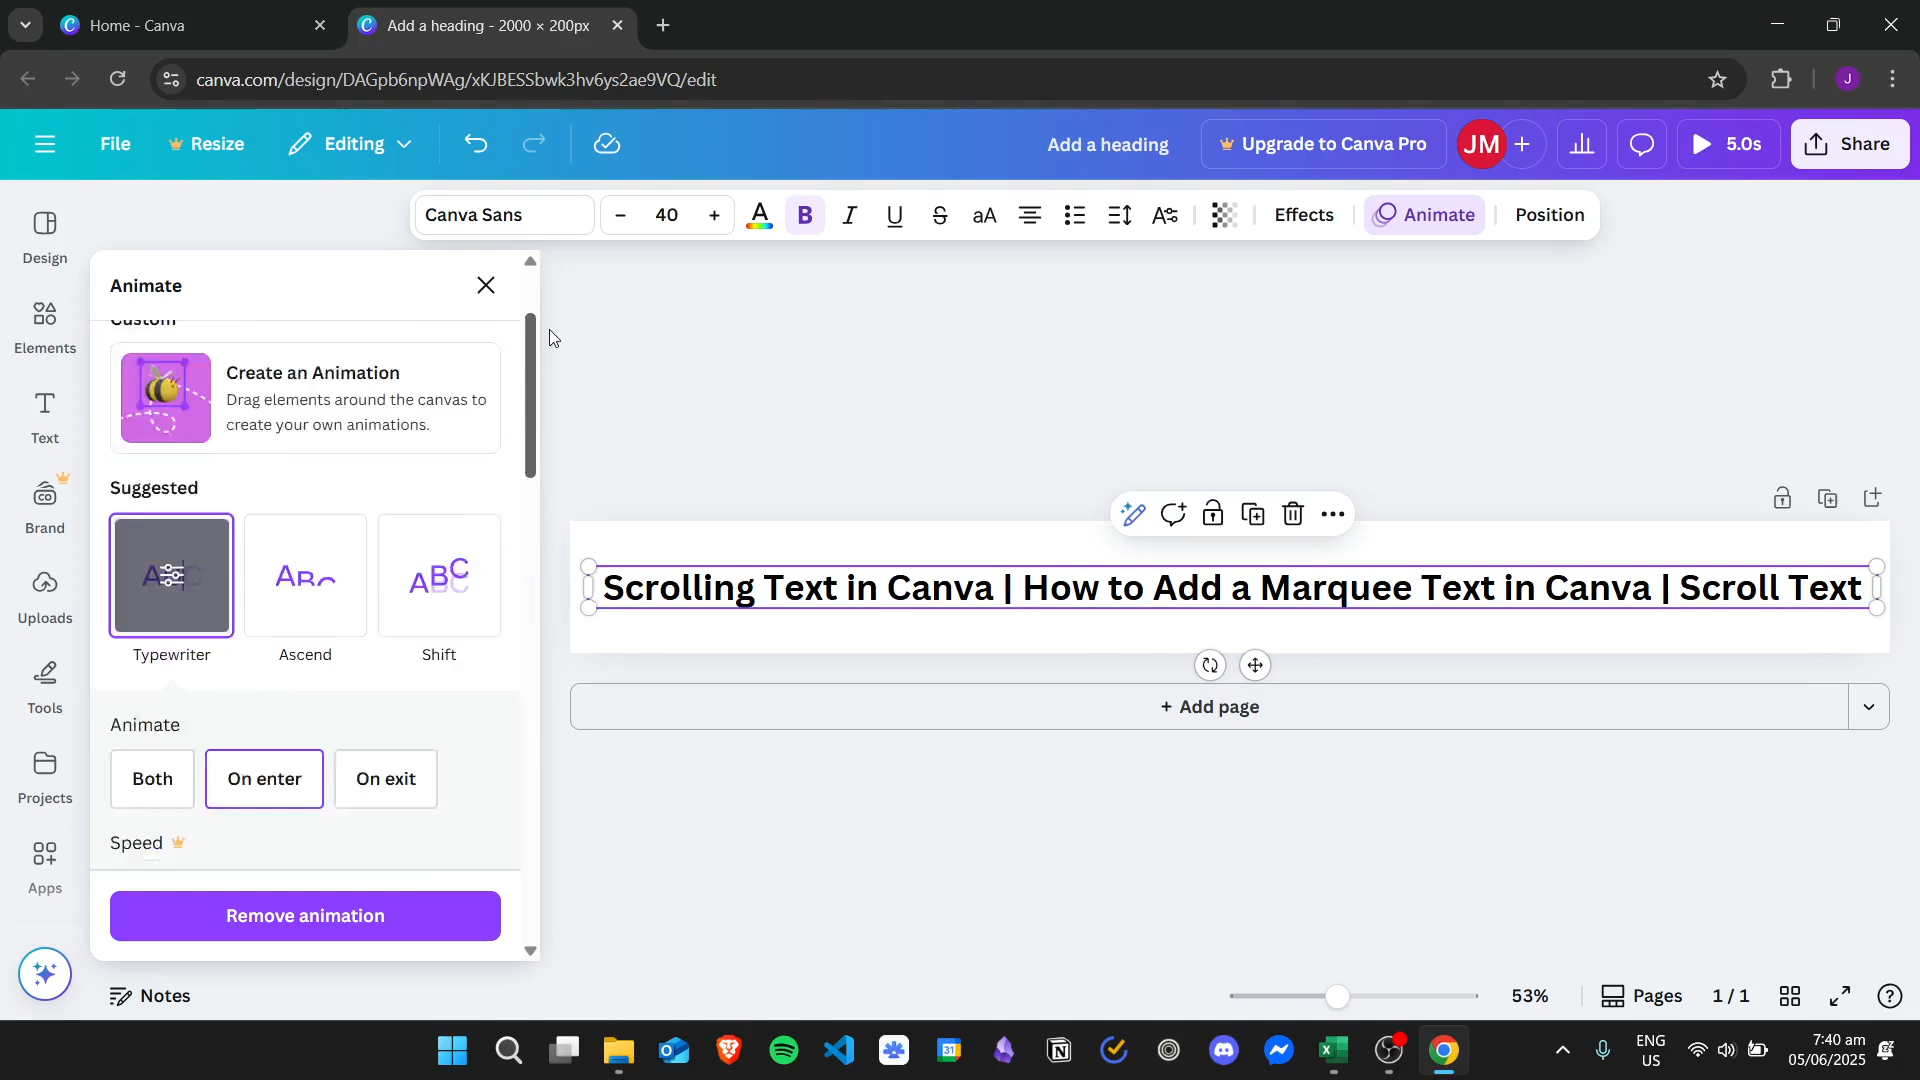 Home - Canva
Add a heading - 2000 × 200px
canva.com/design/DAGpb6npWAg/xKJBESSbwk3hv6ys2ae9VQ/edit
J
File
Resize
Editing
Add a heading
Upgrade to Canva Pro
JM
5.0s
Share
Canva Sans
40
A
B
I
U
S
aA
Effects
Animate
Position
Design
Elements
Text
Brand
Uploads
Tools
Projects
Apps
Animate
Custom
Create an Animation
Drag elements around the canvas to
create your own animations.
Suggested
ABC
ABC
Typewriter
Ascend
Shift
Animate
Both
On enter
On exit
Speed
Remove animation
Scrolling Text in Canva | How to Add a Marquee Text in Canva | Scroll Text
+ Add page
Notes
53%
Pages
1 / 1
ENG
US
7:40 am
05/06/2025